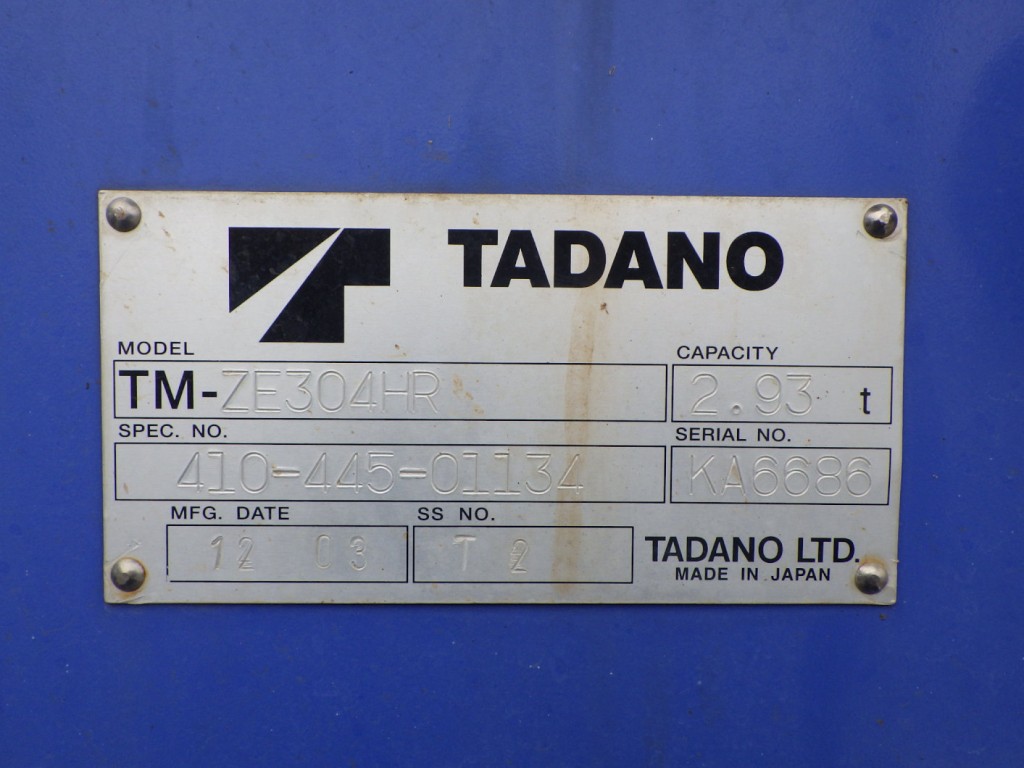 TADANO
MODEL
TM-ZE304HR
CAPACITY
2.93 t
SPEC. NO.
410-445-01134
SERIAL NO.
KA6686
MFG. DATE
12 03
SS NO.
T 2
TADANO LTD.
MADE IN JAPAN